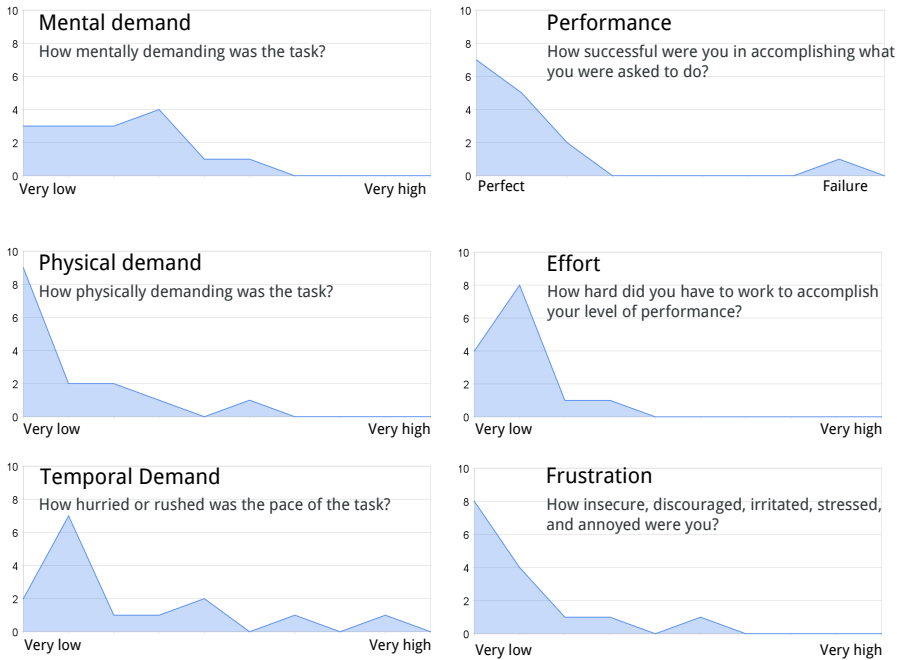 Mental demand
How mentally demanding was the task?
10
8
6
4
2
0
Very low Very high
Performance
How successful were you in accomplishing what
you were asked to do?
10
8
6
4
2
0
Perfect Failure
Physical demand
How physically demanding was the task?
10
8
6
4
2
0
Very low Very high
Effort
How hard did you have to work to accomplish
your level of performance?
10
8
6
4
2
0
Very low Very high
Temporal Demand
How hurried or rushed was the pace of the task?
10
8
6
4
2
0
Very low Very high
Frustration
How insecure, discouraged, irritated, stressed,
and annoyed were you?
10
8
6
4
2
0
Very low Very high